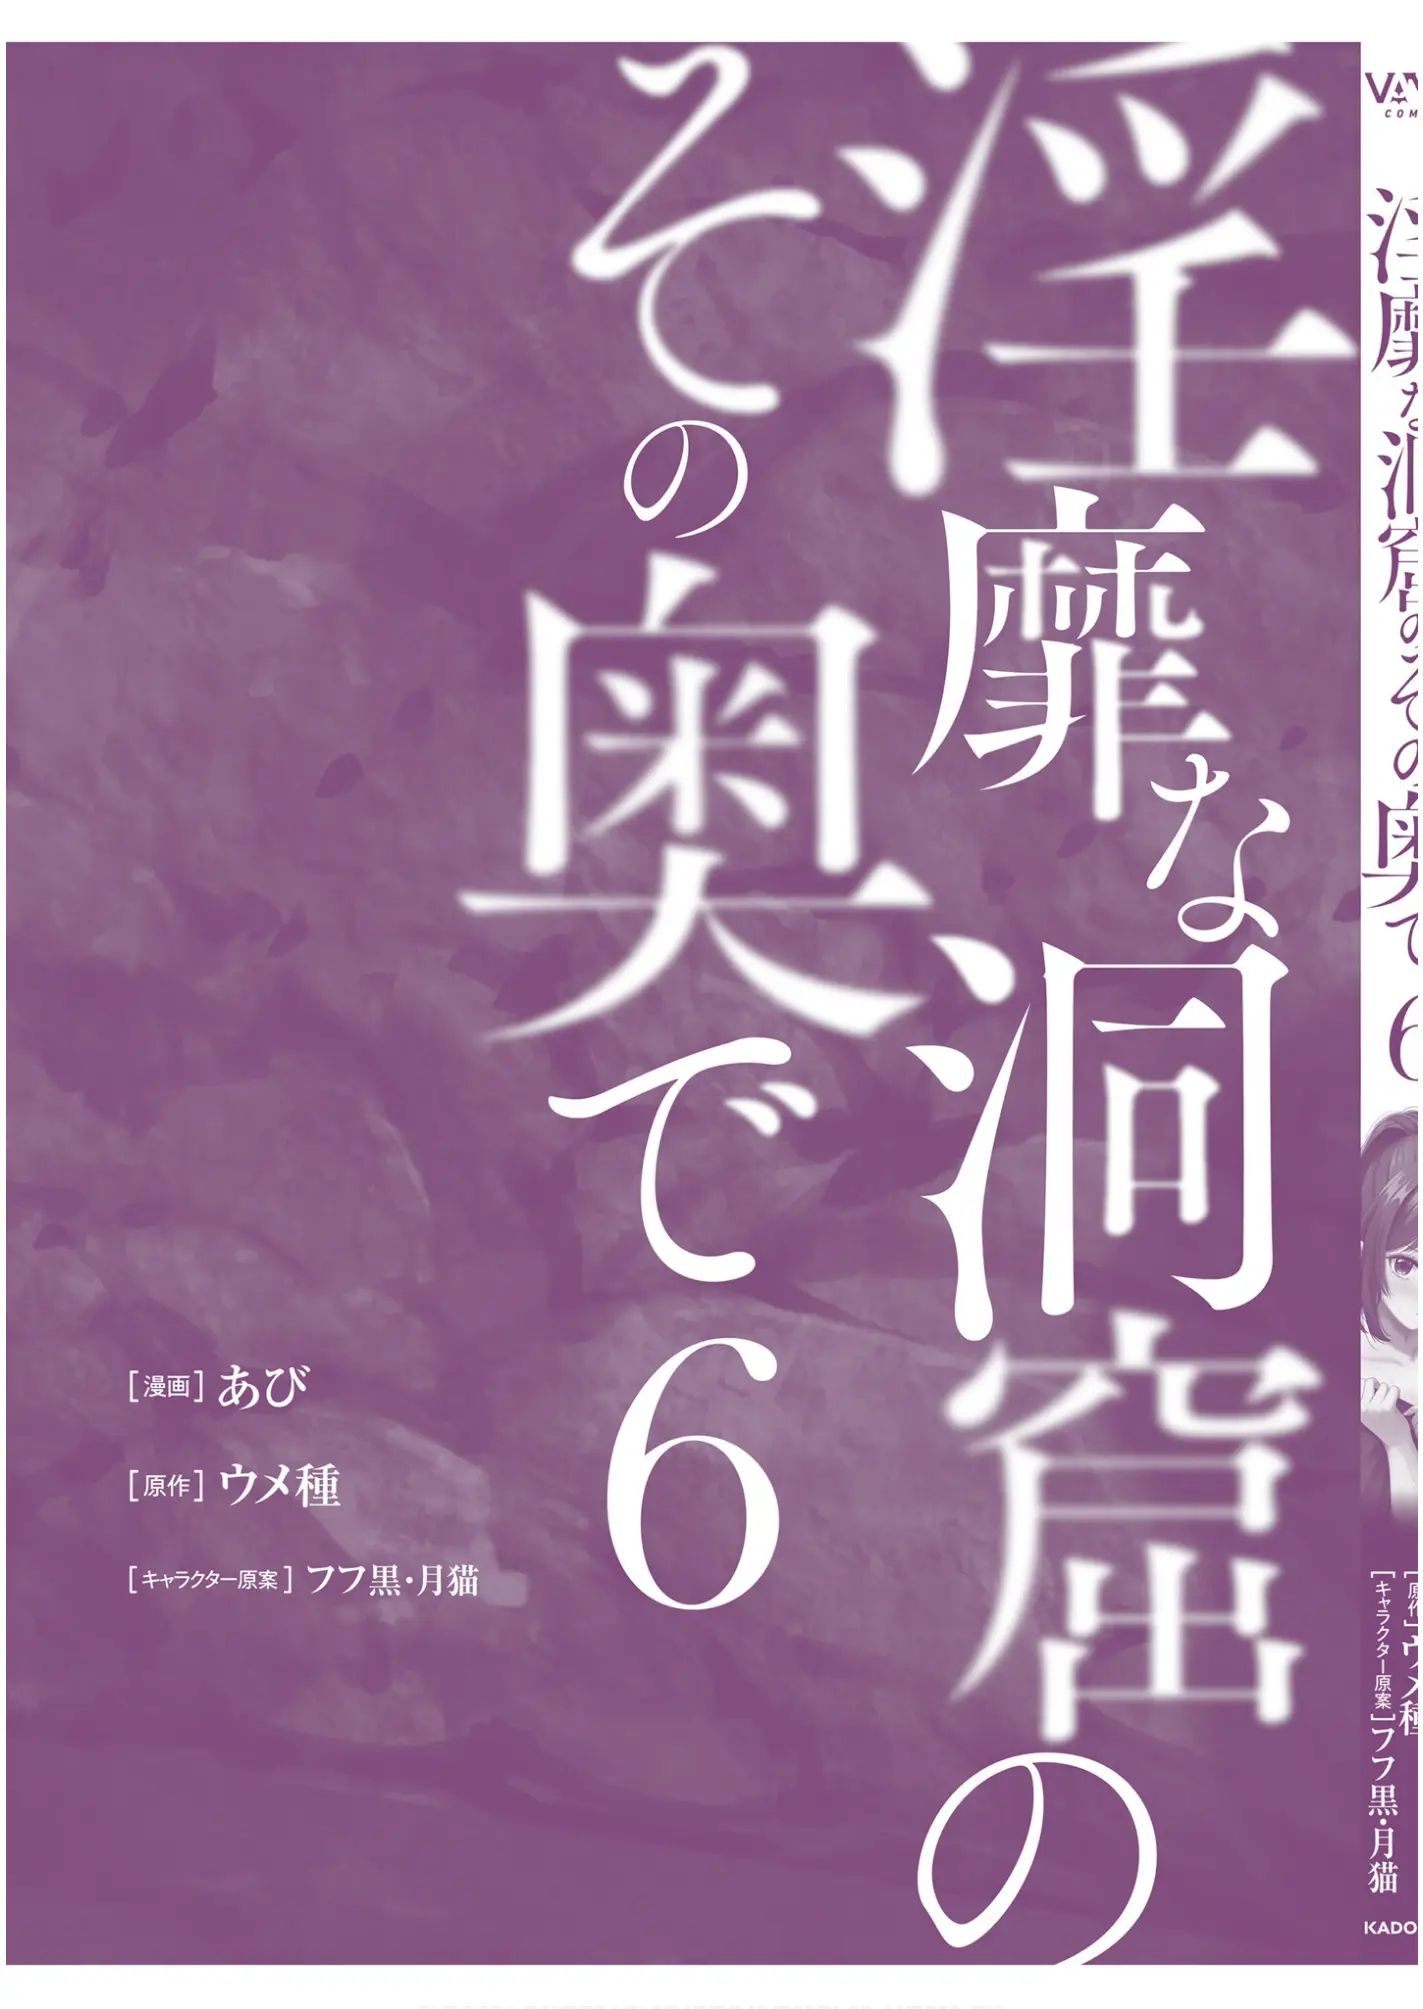 淫靡な洞窟の
その奥で 6
[漫画] あび
[原作] ウメ種
[キャラクター原案] フフ黒・月猫
淫靡な洞窟のその奥で 6
[原作] ウメ種
[キャラクター原案] フフ黒・月猫
KADO